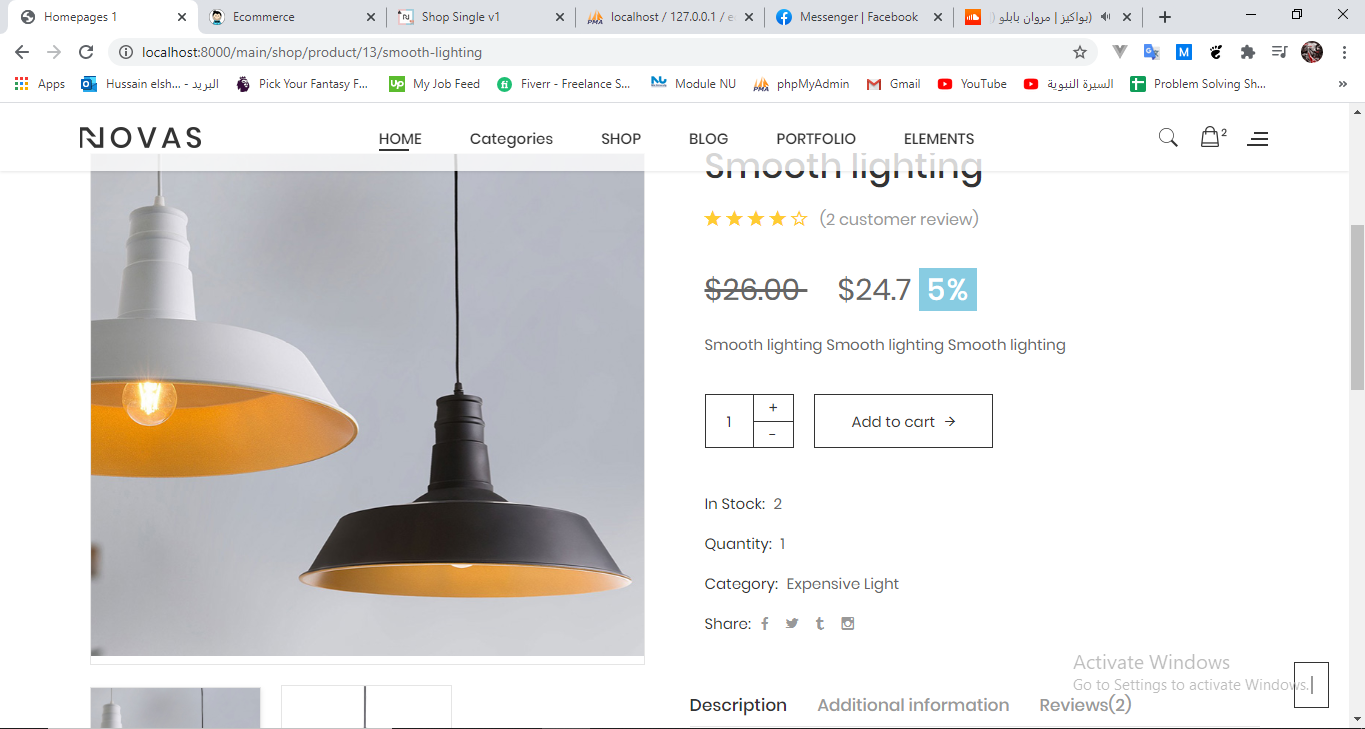 Homepages 1
Ecommerce
Shop Single v1
localhost / 127.0.0.1 / e
Messenger | Facebook
بواكيز | مروان بابلو)
localhost:8000/main/shop/product/13/smooth-lighting
Apps
Hussain elsh... - البريد
Pick Your Fantasy F...
My Job Feed
Fiverr - Freelance S...
Module NU
phpMyAdmin
Gmail
YouTube
السيرة النبوية
Problem Solving Sh...
»
NOVAS
HOME
Categories
SHOP
BLOG
PORTFOLIO
ELEMENTS
2
Smooth lighting
(2 customer review)
$26.00 $24.7 5%
Smooth lighting Smooth lighting Smooth lighting
1
+
-
Add to cart →
In Stock: 2
Quantity: 1
Category: Expensive Light
Share:
Activate Windows
Go to Settings to activate Windows.
Description
Additional information
Reviews(2)